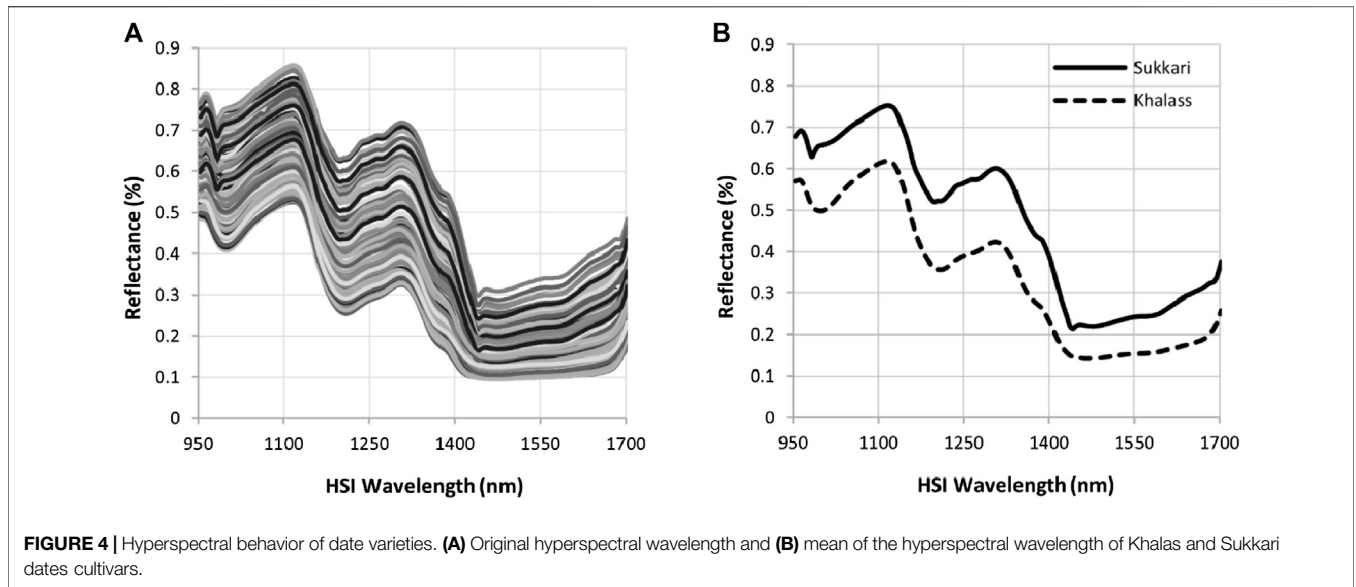 A
0.9
0.8
0.7
0.6
0.5
0.4
0.3
0.2
0.1
0
Reflectance (%)
950 1100 1250 1400 1550 1700
HSI Wavelength (nm)
B
0.9
0.8
0.7
0.6
0.5
0.4
0.3
0.2
0.1
0
Reflectance (%)
Sukkari
Khalass
950 1100 1250 1400 1550 1700
HSI Wavelength (nm)
FIGURE 4 | Hyperspectral behavior of date varieties. (A) Original hyperspectral wavelength and (B) mean of the hyperspectral wavelength of Khalas and Sukkari
dates cultivars.